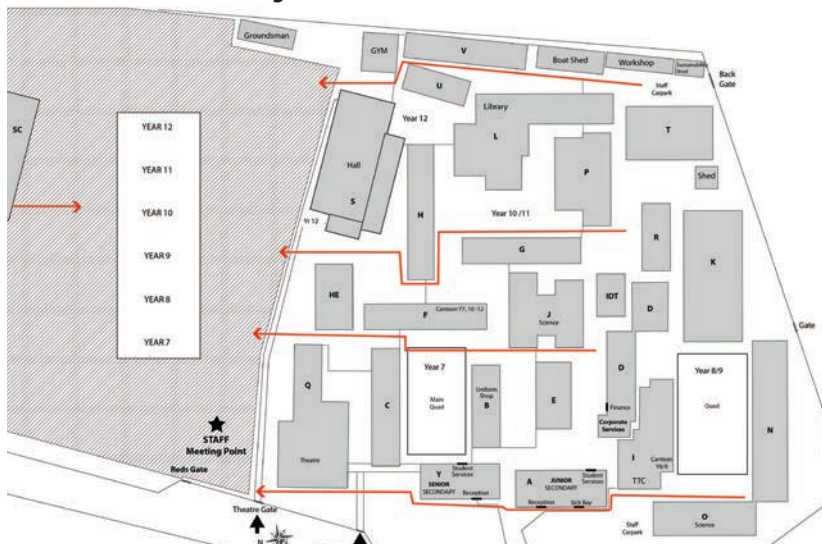 Groundsman
GYM
V
Boat Shed
Workshop
Back
Gate
Staff
Carpark
U
Library
L
Year 12
T
SC
YEAR 12
YEAR 11
YEAR 10
YEAR 9
YEAR 8
YEAR 7
Hall
S
Yr 12
H
P
Shed
Year 10 /11
R
G
K
HE
IDT
D
F
Canteen Y7, 10-12
J
Science
Gate
Year 7
Main
Quad
Q
Theatre
C
Uniform
Shop
B
E
D
Finance
Corporate
Services
Year 8/9
Quad
N
I
Canteen
Y8/9
TTC
STAFF
Meeting Point
Reds Gate
Theatre Gate
N
Y
SENIOR
SECONDARY
Student
Services
Reception
A
JUNIOR
SECONDARY
Student
Services
Reception
Sick Bay
Staff
Carpark
O
Science